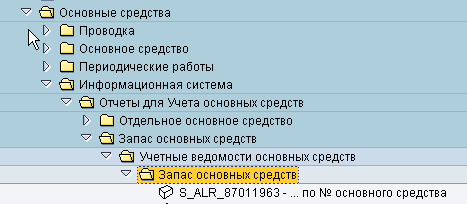 Основные средства
Проводка
Основное средство
Периодические работы
Информационная система
Отчеты для Учета основных средств
Отдельное основное средство
Запас основных средств
Учетные ведомости основных средств
Запас основных средств
S_ALR_87011963 - ... по № основного средства